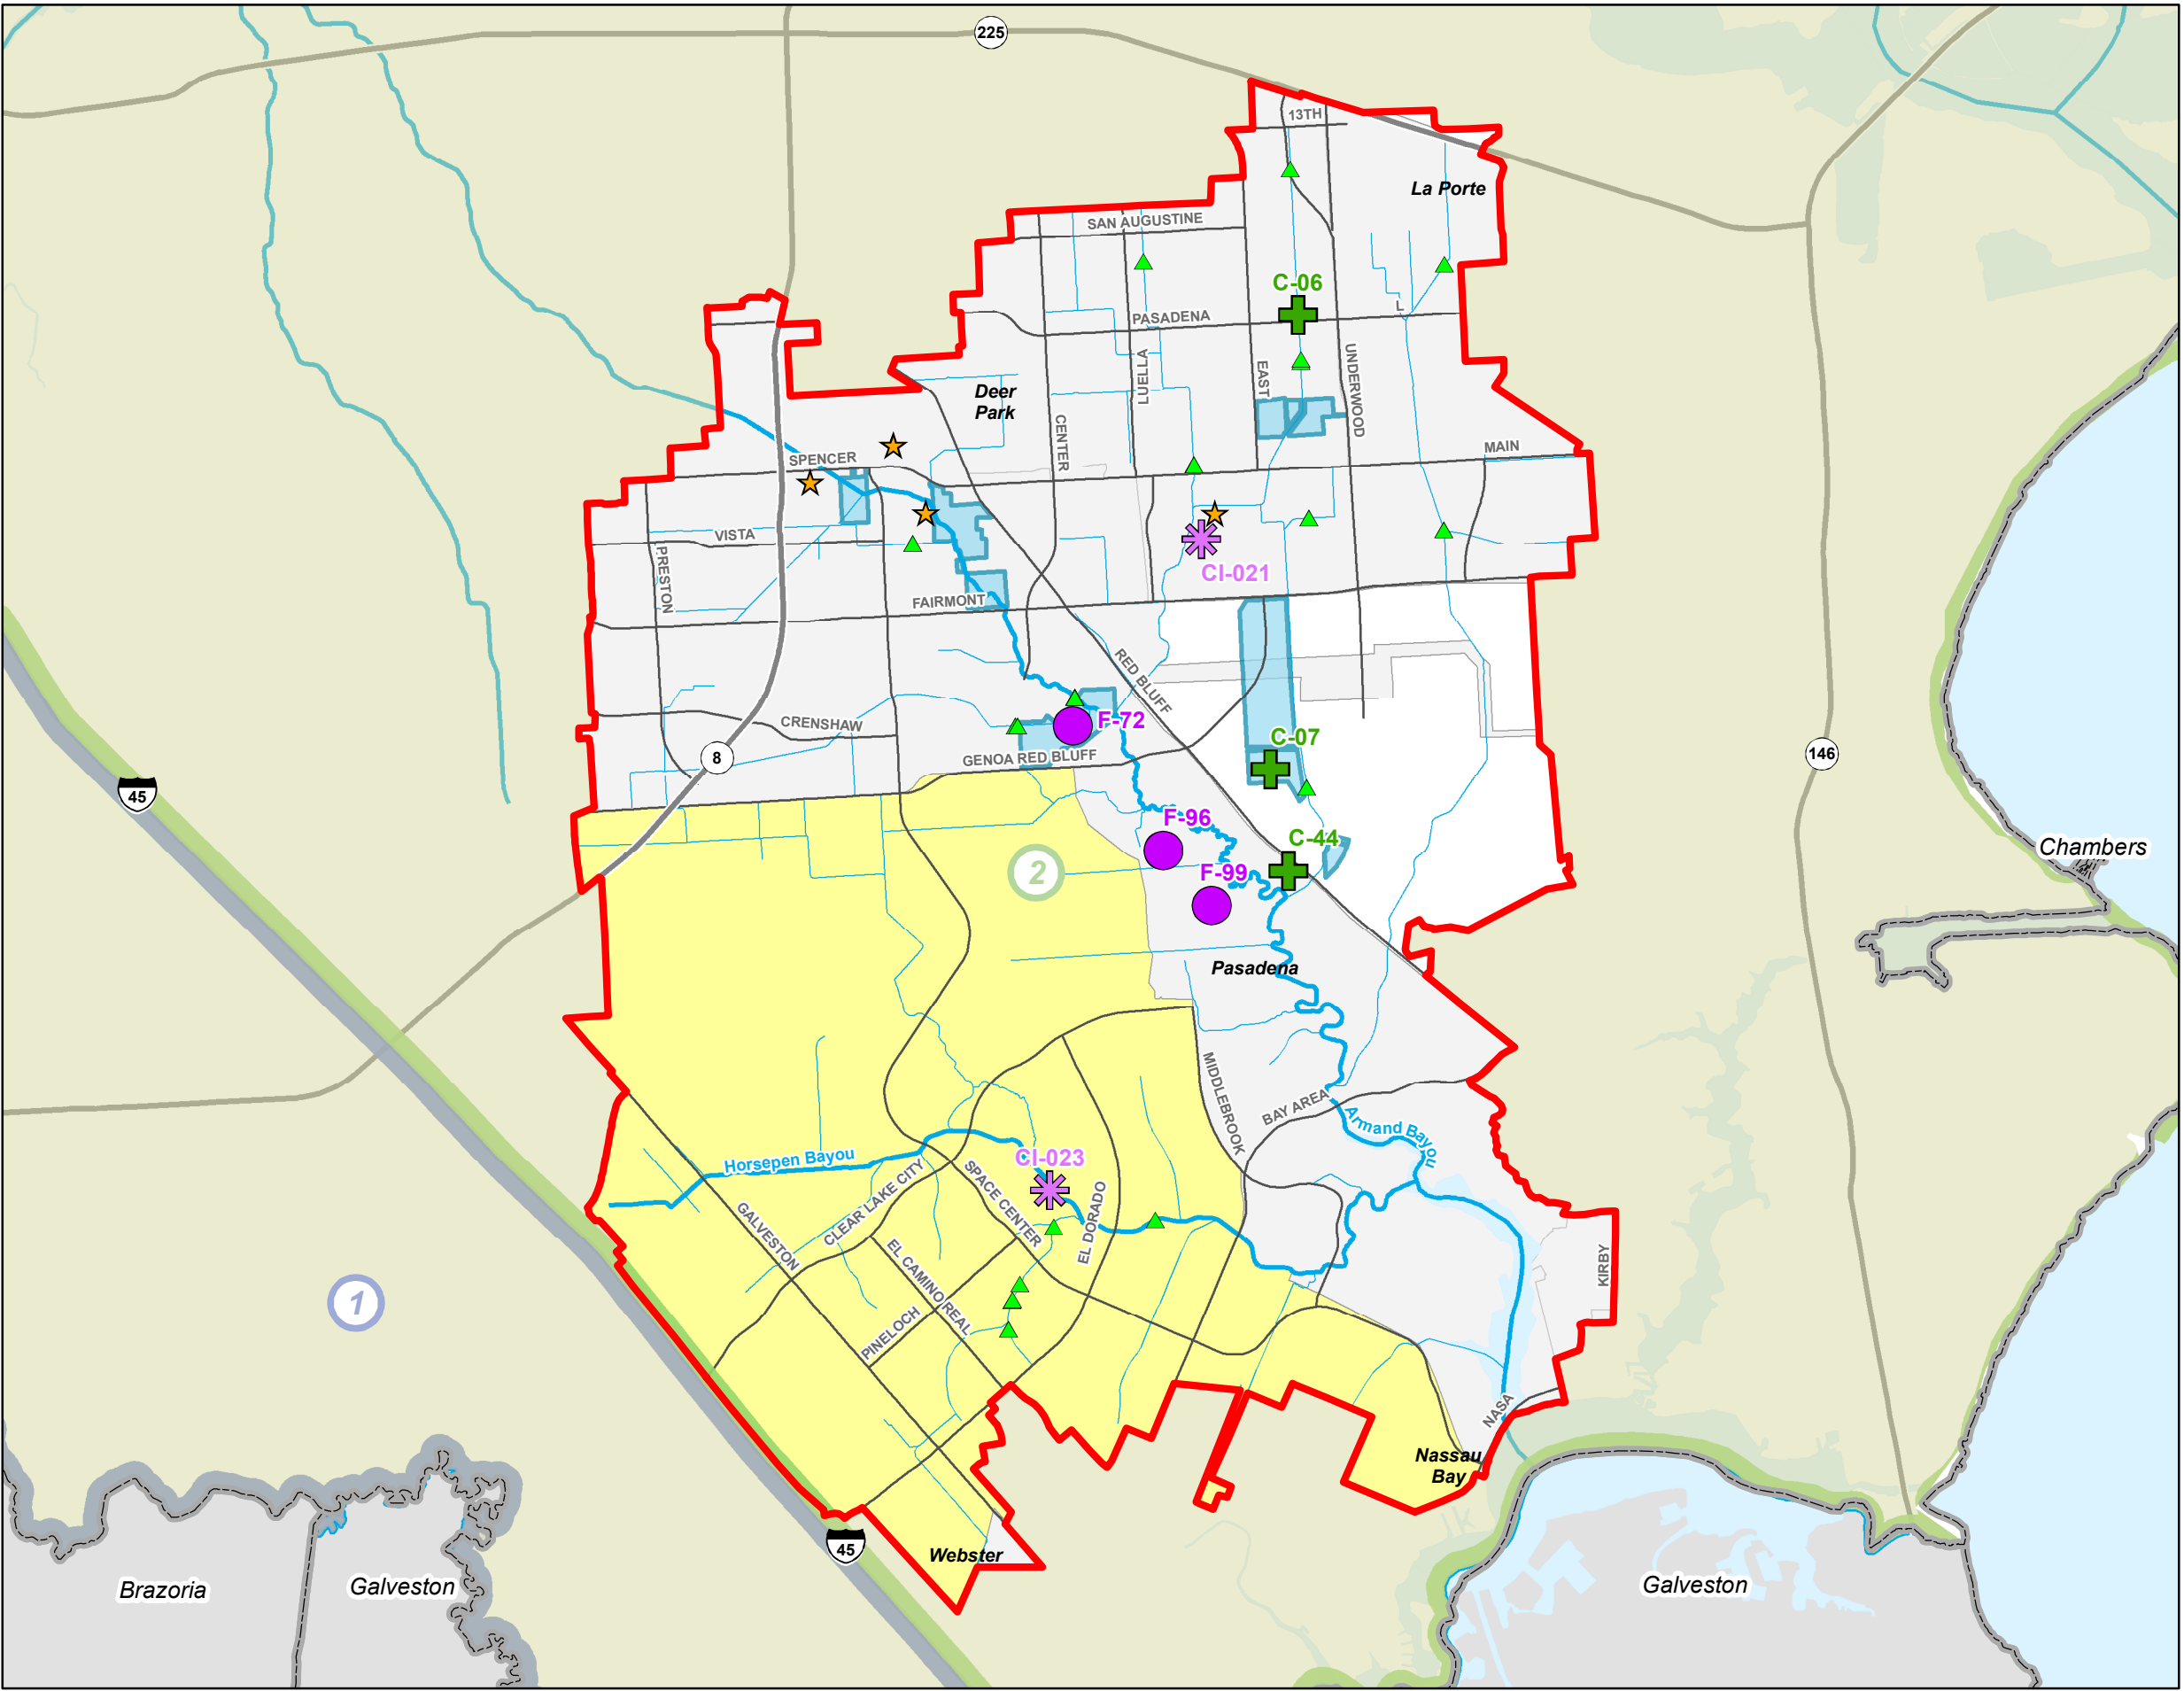 225
13TH
La Porte
SAN AUGUSTINE
C-06
L
PASADENA
LUELLA
EAST
UNDERWOOD
Deer
Park
CENTER
MAIN
SPENCER
VISTA
PRESTON
CI-021
FAIRMONT
RED BLUFF
F-72
CRENSHAW
C-07
GENOA RED BLUFF
8
146
45
F-96
C-44
Chambers
2
F-99
Pasadena
MIDDLEBROOK
BAY AREA
Armand Bayou
Horsepen Bayou
CI-023
SPACE CENTER
CLEAR LAKE CITY
EL DORADO
GALVESTON
EL CAMINO REAL
KIRBY
1
PINELOCH
NASA
Nassau
Bay
45
Webster
Brazoria
Galveston
Galveston